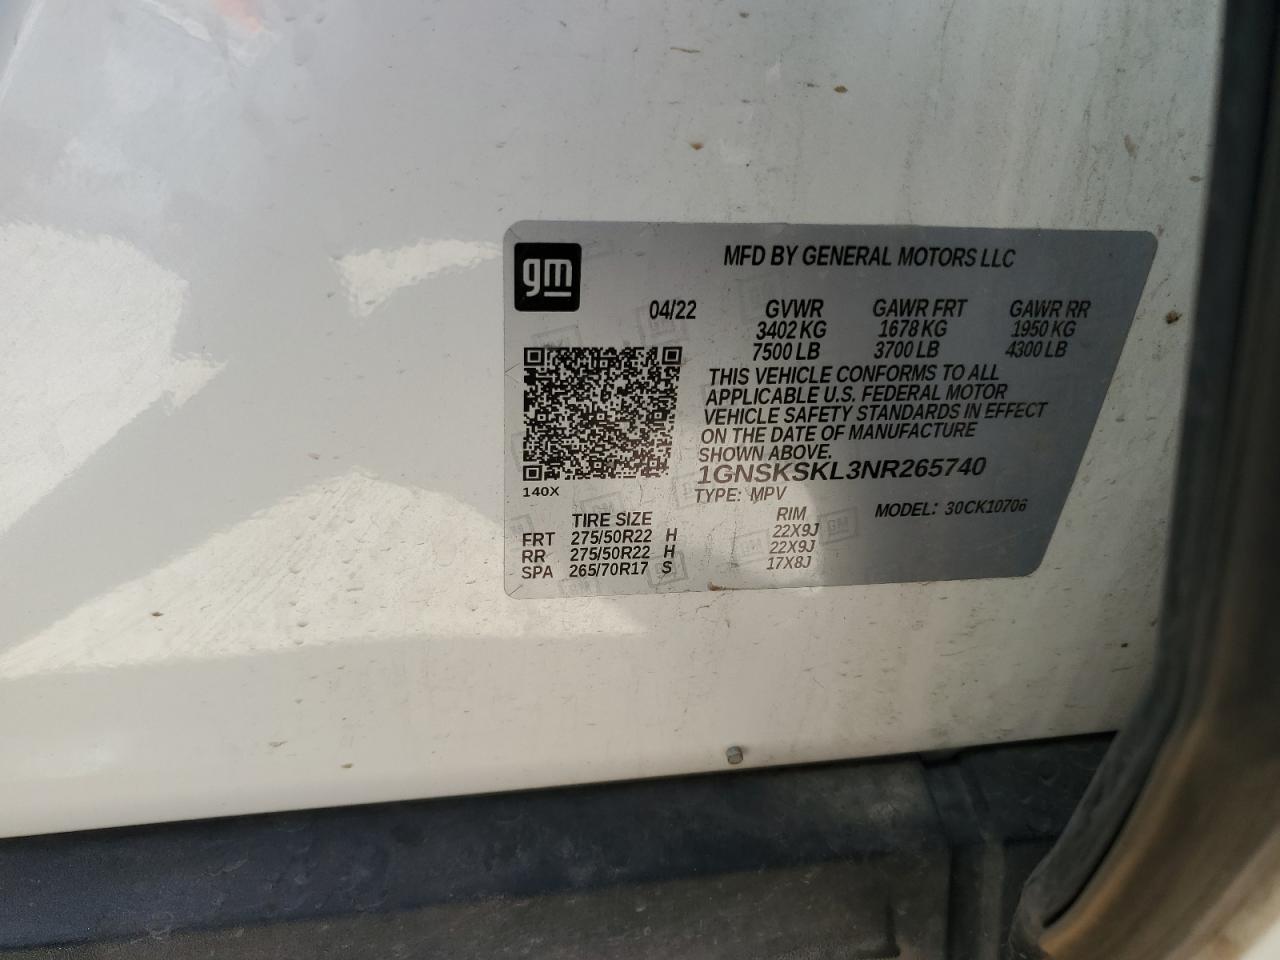 gm
MFD BY GENERAL MOTORS LLC
04/22 GVWR GAWR FRT GAWR RR
3402 KG 1678 KG 1950 KG
7500 LB 3700 LB 4300 LB
THIS VEHICLE CONFORMS TO ALL
APPLICABLE U.S. FEDERAL MOTOR
VEHICLE SAFETY STANDARDS IN EFFECT
ON THE DATE OF MANUFACTURE
SHOWN ABOVE.
1GNSKSKL3NR265740
140X
TYPE: MPV MODEL: 30CK10706
TIRE SIZE RIM
FRT 275/50R22 H 22X9J
RR 275/50R22 H 22X9J
SPA 265/70R17 S 17X8J